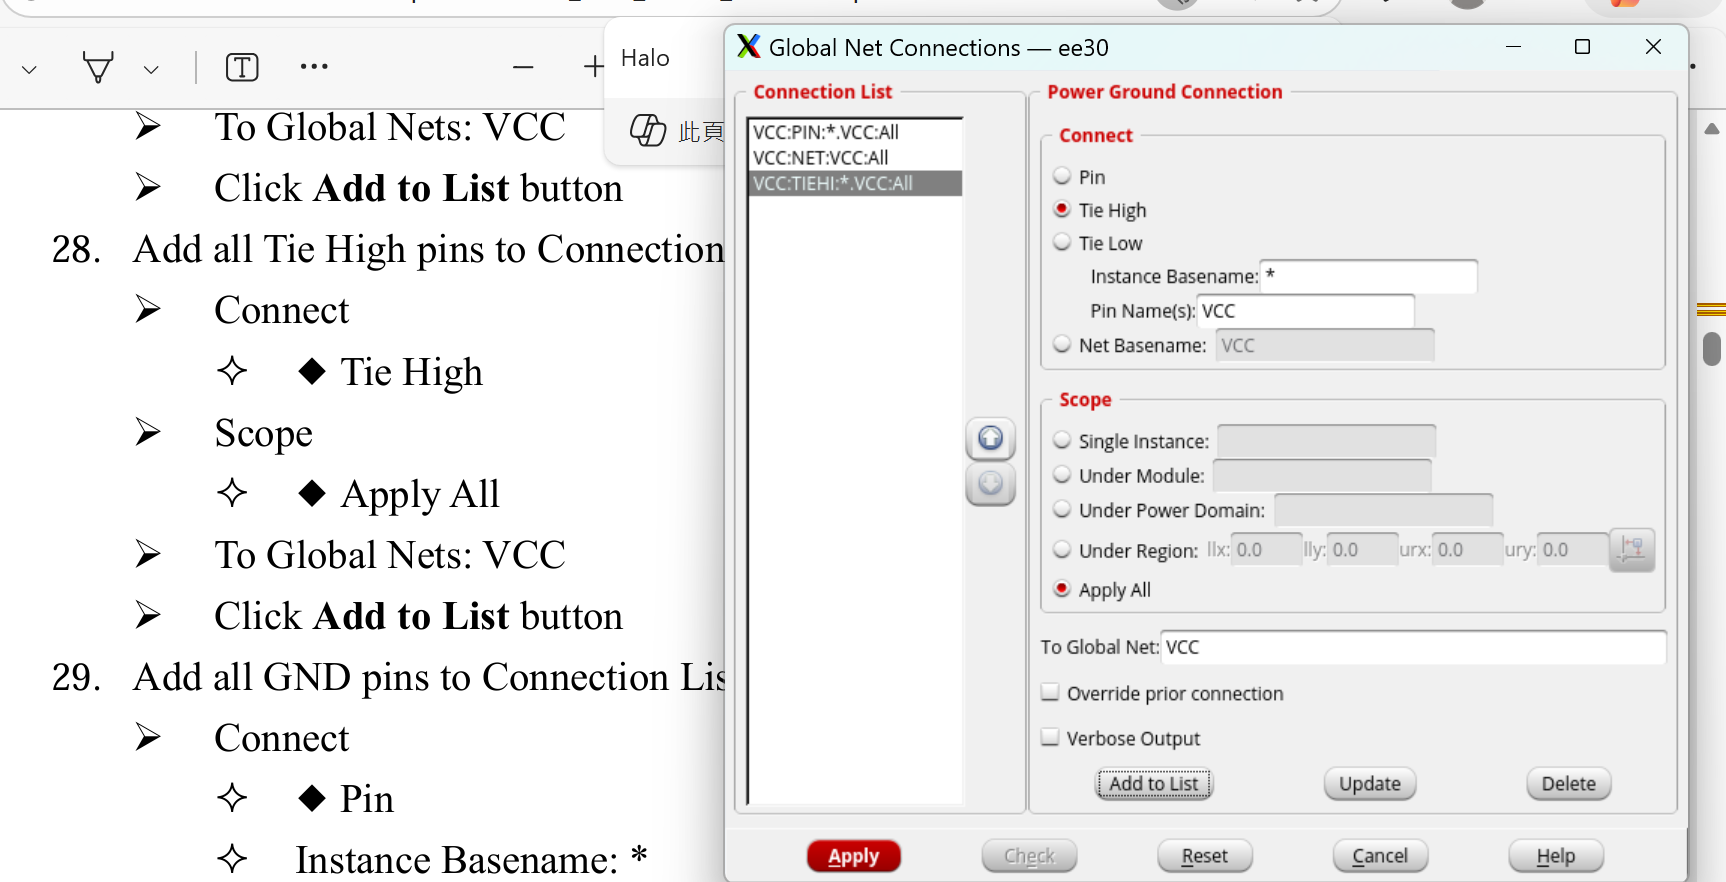 To Global Nets: VCC
Click Add to List button
28. Add all Tie High pins to Connection
Connect
Tie High
Scope
Apply All
To Global Nets: VCC
Click Add to List button
29. Add all GND pins to Connection Lis
Connect
Pin
Instance Basename: *
Halo
此頁
Global Net Connections — ee30
Connection List
VCC:PIN:*.VCC:All
VCC:NET:VCC:All
VCC:TIEHI:*.VCC:All
Power Ground Connection
Connect
Pin
Tie High
Tie Low
Instance Basename: *
Pin Name(s): VCC
Net Basename: VCC
Scope
Single Instance:
Under Module:
Under Power Domain:
Under Region: llx: 0.0 lly: 0.0 urx: 0.0 ury: 0.0
Apply All
To Global Net: VCC
Override prior connection
Verbose Output
Add to List Update Delete
Apply Check Reset Cancel Help